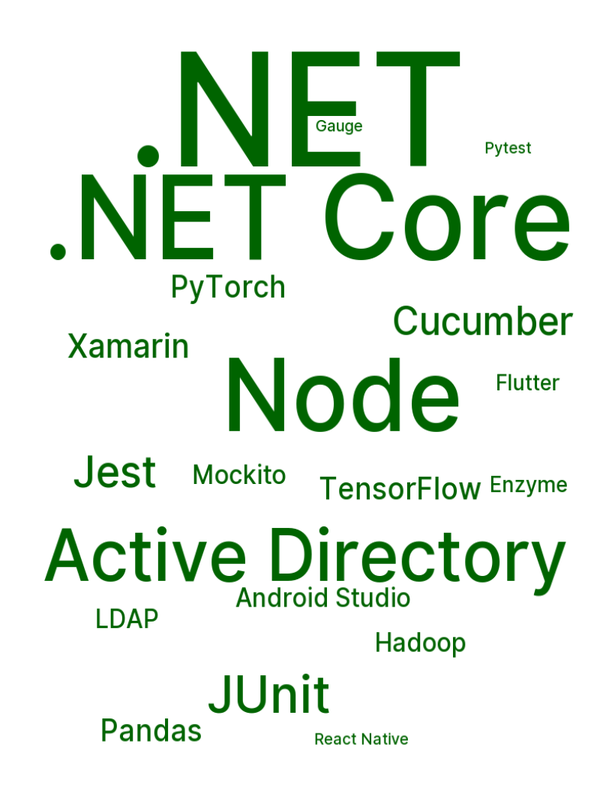 .NET
Gauge
Pytest
.NET Core
PyTorch
Cucumber
Xamarin
Node
Flutter
Jest
Mockito
TensorFlow
Enzyme
Active Directory
Android Studio
LDAP
Hadoop
JUnit
Pandas
React Native